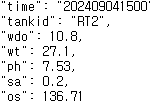 "time": "202409041500"
"tankid": "RT2",
"wdo": 10.8,
"wt": 27.1,
"ph": 7.53,
"sa": 0.2,
"os": 136.71